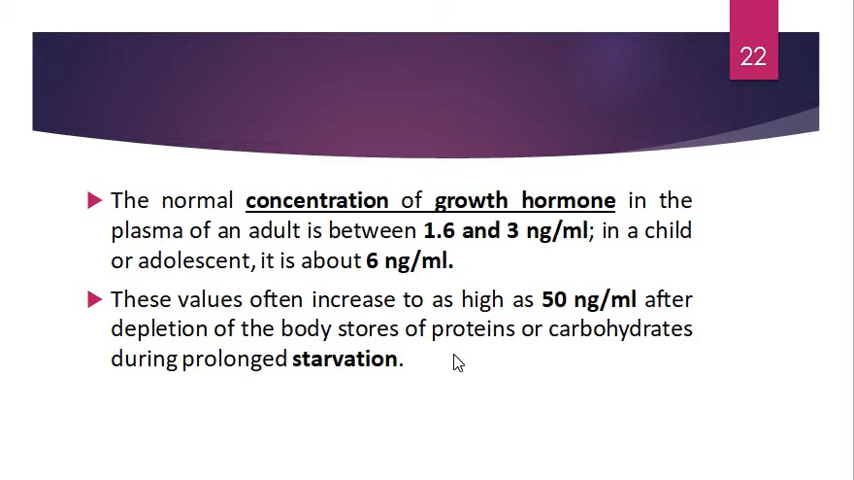 22
The normal concentration of growth hormone in the
plasma of an adult is between 1.6 and 3 ng/ml; in a child
or adolescent, it is about 6 ng/ml.
These values often increase to as high as 50 ng/ml after
depletion of the body stores of proteins or carbohydrates
during prolonged starvation.